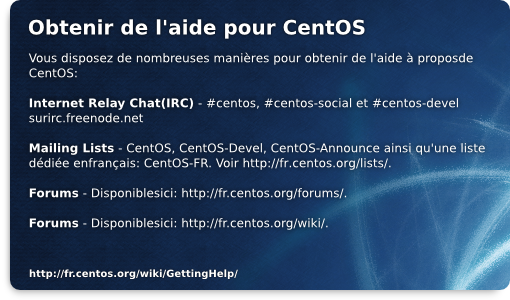 Obtenir de l'aide pour CentOS
Vous disposez de nombreuses manières pour obtenir de l'aide à proposde
CentOS:
Internet Relay Chat(IRC) - #centos, #centos-social et #centos-devel
surirc.freenode.net
Mailing Lists - CentOS, CentOS-Devel, CentOS-Announce ainsi qu'une liste
dédiée enfrançais: CentOS-FR. Voir http://fr.centos.org/lists/.
Forums - Disponiblesici: http://fr.centos.org/forums/.
Forums - Disponiblesici: http://fr.centos.org/wiki/.
http://fr.centos.org/wiki/GettingHelp/